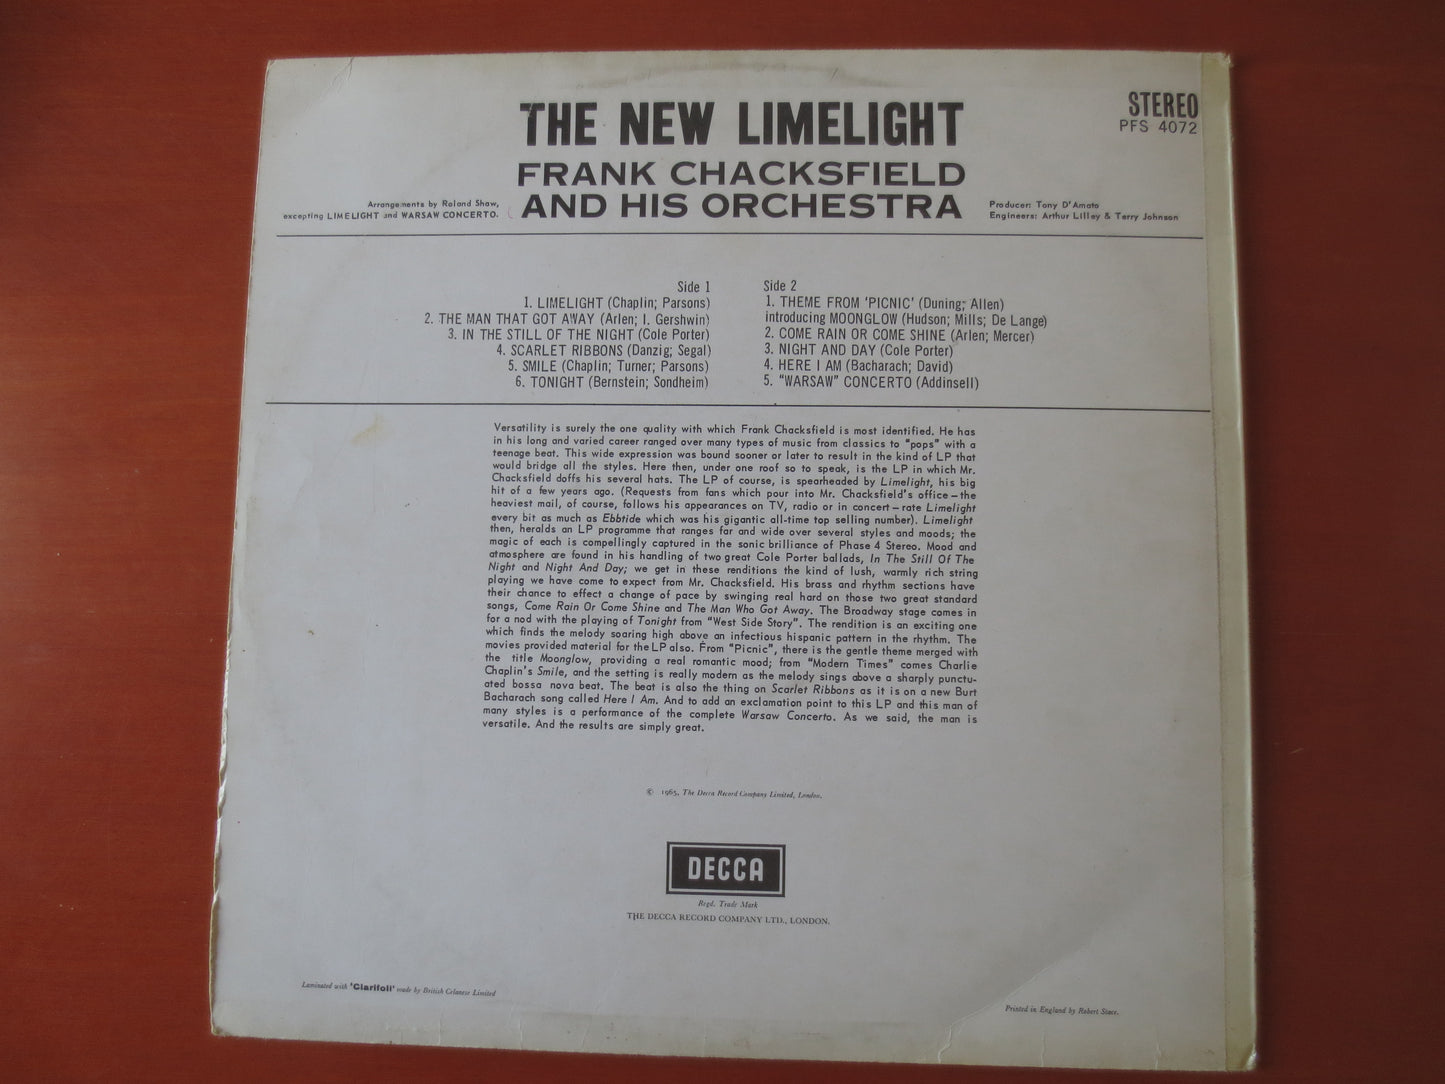 THE NEW LIMELIGHT
STEREO
PFS 4072
FRANK CHACKSFIELD
AND HIS ORCHESTRA
Arrangements by Roland Shaw,
excepting LIMELIGHT and WARSAW CONCERTO.
Producer: Tony D'Amato
Engineers: Arthur Lilley & Terry Johnson
Side 1
1. LIMELIGHT (Chaplin; Parsons)
2. THE MAN THAT GOT AWAY (Arlen; I. Gershwin)
3. IN THE STILL OF THE NIGHT (Cole Porter)
4. SCARLET RIBBONS (Danzig; Segal)
5. SMILE (Chaplin; Turner; Parsons)
6. TONIGHT (Bernstein; Sondheim)
Side 2
1. THEME FROM 'PICNIC' (Duning; Allen)
introducing MOONGLOW (Hudson; Mills; De Lange)
2. COME RAIN OR COME SHINE (Arlen; Mercer)
3. NIGHT AND DAY (Cole Porter)
4. HERE I AM (Bacharach; David)
5. "WARSAW" CONCERTO (Addinsell)
Versatility is surely the one quality with which Frank Chacksfield is most identified. He has
in his long and varied career ranged over many types of music from classics to "pops" with a
teenage beat. This wide expression was bound sooner or later to result in the kind of LP that
would bridge all the styles. Here then, under one roof so to speak, is the LP in which Mr.
Chacksfield doffs his several hats. The LP of course, is spearheaded by Limelight, his big
hit of a few years ago. (Requests from fans which pour into Mr. Chacksfield's office – the
heaviest mail, of course, follows his appearances on TV, radio or in concert – rate Limelight
every bit as much as Ebbtide which was his gigantic all-time top selling number). Limelight
then, heralds an LP programme that ranges far and wide over several styles and moods; the
magic of each is compellingly captured in the sonic brilliance of Phase 4 Stereo. Mood and
atmosphere are found in his handling of two great Cole Porter ballads, In The Still Of The
Night and Night And Day; we get in these renditions the kind of lush, warmly rich string
playing we have come to expect from Mr. Chacksfield. His brass and rhythm sections have
their chance to effect a change of pace by swinging real hard on those two great standard
songs, Come Rain Or Come Shine and The Man Who Got Away. The Broadway stage comes in
for a nod with the playing of Tonight from "West Side Story". The rendition is an exciting one
which finds the melody soaring high above an infectious hispanic pattern in the rhythm. The
movies provided material for the LP also. From "Picnic", there is the gentle theme merged with
the title Moonglow, providing a real romantic mood; from "Modern Times" comes Charlie
Chaplin's Smile, and the setting is really modern as the melody sings above a sharply punctu-
ated bossa nova beat. The beat is also the thing on Scarlet Ribbons as it is on a new Burt
Bacharach song called Here I Am. And to add an exclamation point to this LP and this man of
many styles is a performance of the complete Warsaw Concerto. As we said, the man is
versatile. And the results are simply great.
© 1965, The Decca Record Company Limited, London.
DECCA
Regd. Trade Mark
THE DECCA RECORD COMPANY LTD., LONDON.
Laminated with 'Clarifoil' made by British Celanese Limited
Printed in England by Robert Stace.